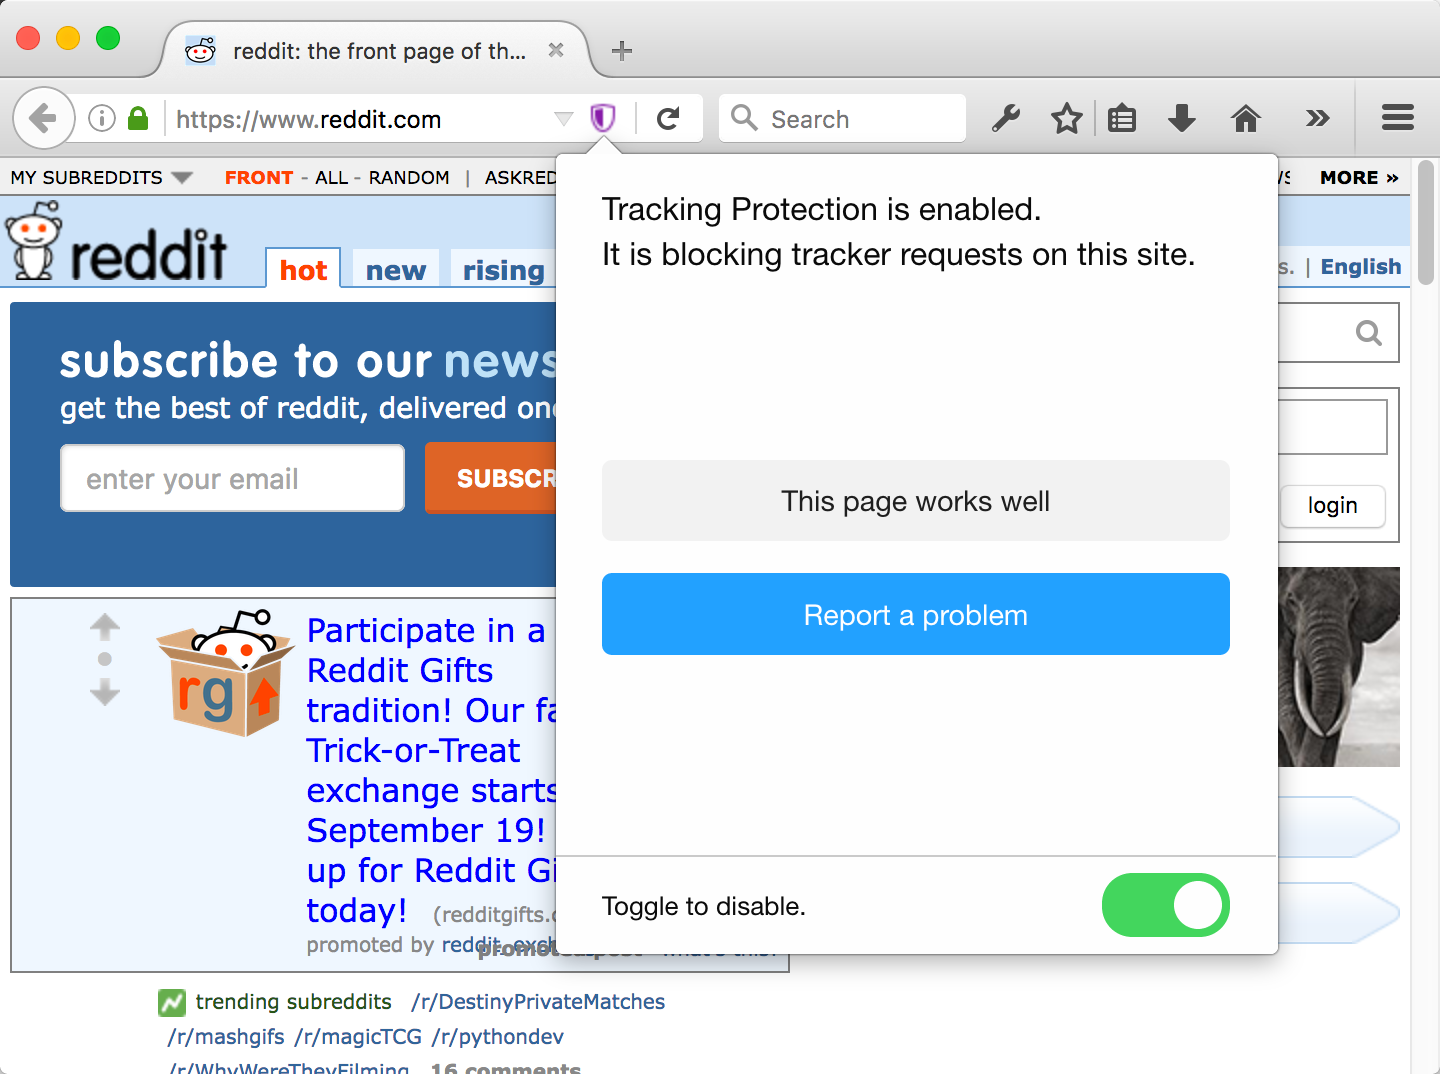 reddit: the front page of th...
https://www.reddit.com
Search
MY SUBREDDITS FRONT - ALL - RANDOM | ASKRED
MORE »
reddit hot new rising
| English
Tracking Protection is enabled.
It is blocking tracker requests on this site.
subscribe to our news
get the best of reddit, delivered on
enter your email
SUBSCR
This page works well
login
Report a problem
rg
Participate in a
Reddit Gifts
tradition! Our fa
Trick-or-Treat
exchange starts
September 19!
up for Reddit Gi
today! (redditgifts.c
promoted by reddit,
Toggle to disable.
trending subreddits /r/DestinyPrivateMatches
/r/mashgifs /r/magicTCG /r/pythondev
/r/WhyWereTheyFilming 16 comments